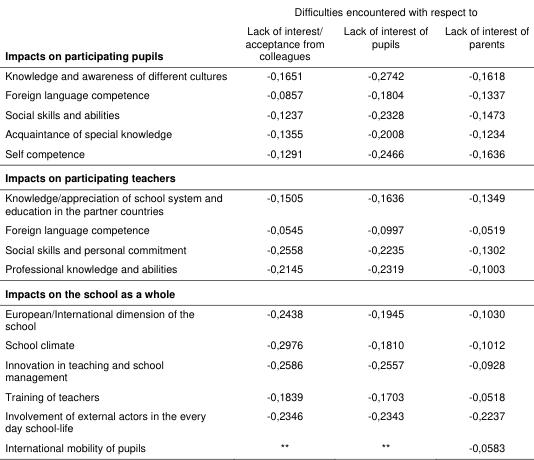 Difficulties encountered with respect to
Impacts on participating pupils Lack of interest/ acceptance from colleagues Lack of interest of pupils Lack of interest of parents
Knowledge and awareness of different cultures -0,1651 -0,2742 -0,1618
Foreign language competence -0,0857 -0,1804 -0,1337
Social skills and abilities -0,1237 -0,2328 -0,1473
Acquaintance of special knowledge -0,1355 -0,2008 -0,1234
Self competence -0,1291 -0,2466 -0,1636
Impacts on participating teachers
Knowledge/appreciation of school system and -0,1505 -0,1636 -0,1349
education in the partner countries
Foreign language competence -0,0545 -0,0997 -0,0519
Social skills and personal commitment -0,2558 -0,2235 -0,1302
Professional knowledge and abilities -0,2145 -0,2319 -0,1003
Impacts on the school as a whole
European/International dimension of the -0,2438 -0,1945 -0,1030
school
School climate -0,2976 -0,1810 -0,1012
Innovation in teaching and school -0,2586 -0,2557 -0,0928
management
Training of teachers -0,1839 -0,1703 -0,0518
Involvement of external actors in the every -0,2346 -0,2343 -0,2237
day school-life
International mobility of pupils ** ** -0,0583